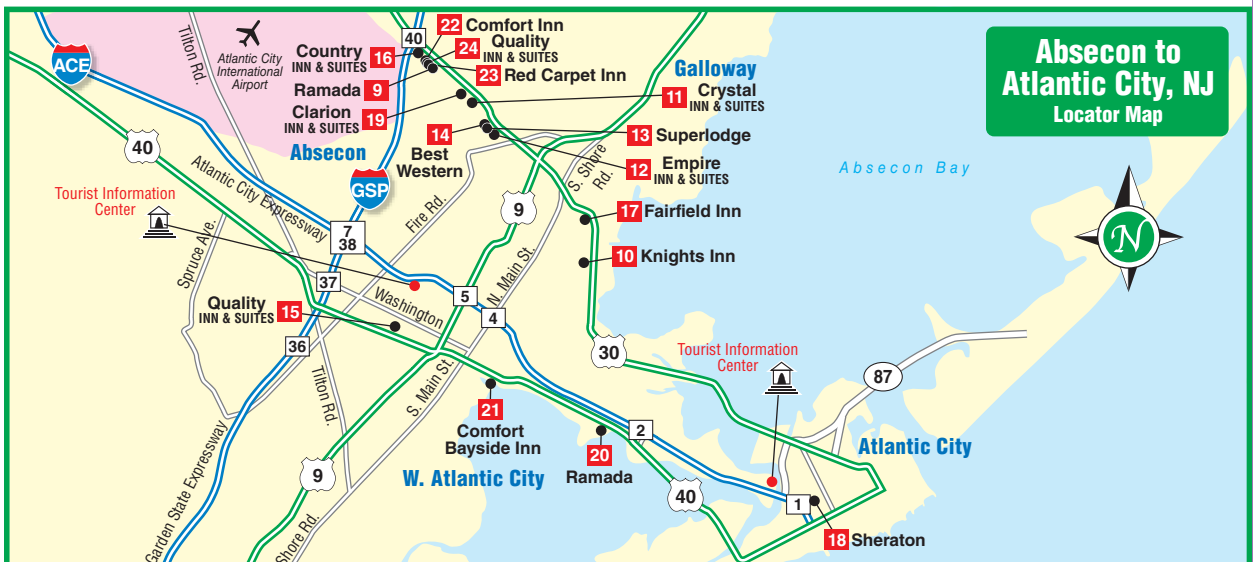 Absecon to
Atlantic City, NJ
Locator Map
ACE
Tilton Rd.
Atlantic City
International
Airport
40
22 Comfort Inn
24 Quality
INN & SUITES
Country
INN & SUITES
16
23 Red Carpet Inn
Ramada 9
Galloway
11 Crystal
INN & SUITES
Clarion
INN & SUITES
19
14
Best
Western
13 Superlodge
12 Empire
INN & SUITES
Absecon
GSP
40
Atlantic City Expressway
Tourist Information
Center
Spruce Ave.
Fire Rd.
S. Shore
Rd.
9
17 Fairfield Inn
10 Knights Inn
Absecon Bay
N
7
38
37
5
4
N. Main St.
Washington
Quality
INN & SUITES
15
36
Tilton Rd.
S. Main St.
30
Tourist Information
Center
87
21
Comfort
Bayside Inn
2
20
Ramada
W. Atlantic City
Atlantic City
9
40
1
18 Sheraton
Garden State Expressway
Shore Rd.